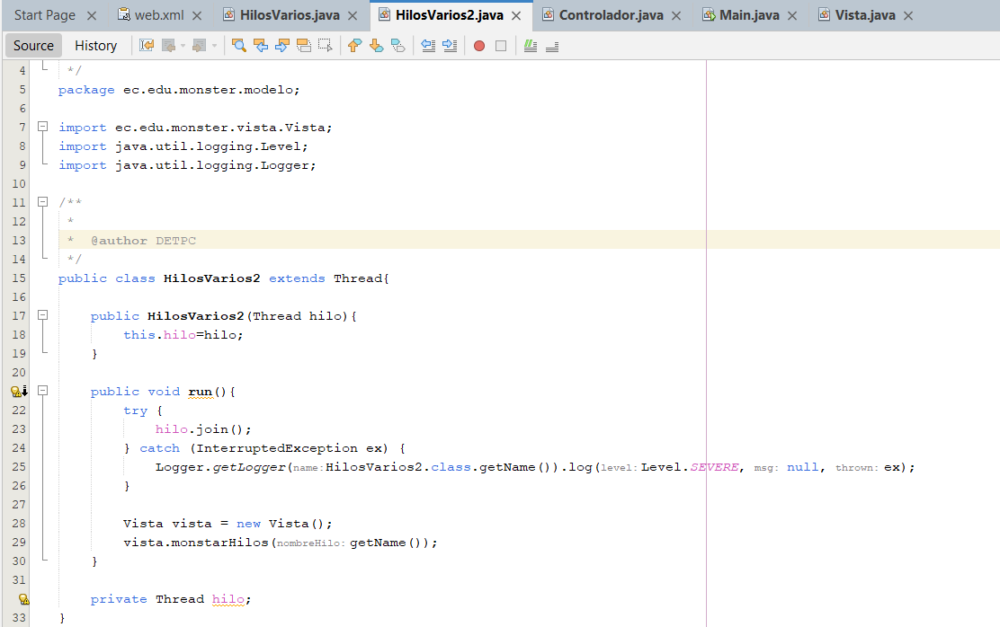 Start Page web.xml HilosVarios.java HilosVarios2.java Controlador.java Main.java Vista.java
Source History
4 */
5 package ec.edu.monster.modelo;
6
7 import ec.edu.monster.vista.Vista;
8 import java.util.logging.Level;
9 import java.util.logging.Logger;
10
11 /**
12 *
13 * @author DETPC
14 */
15 public class HilosVarios2 extends Thread{
16
17 public HilosVarios2(Thread hilo){
18 this.hilo=hilo;
19 }
20
public void run(){
22 try {
23 hilo.join();
24 } catch (InterruptedException ex) {
25 Logger.getLogger(name:HilosVarios2.class.getName()).log(level:Level.SEVERE, msg: null, thrown: ex);
26 }
27
28 Vista vista = new Vista();
29 vista.monstarHilos(nombreHilo: getName());
30 }
31
private Thread hilo;
33 }